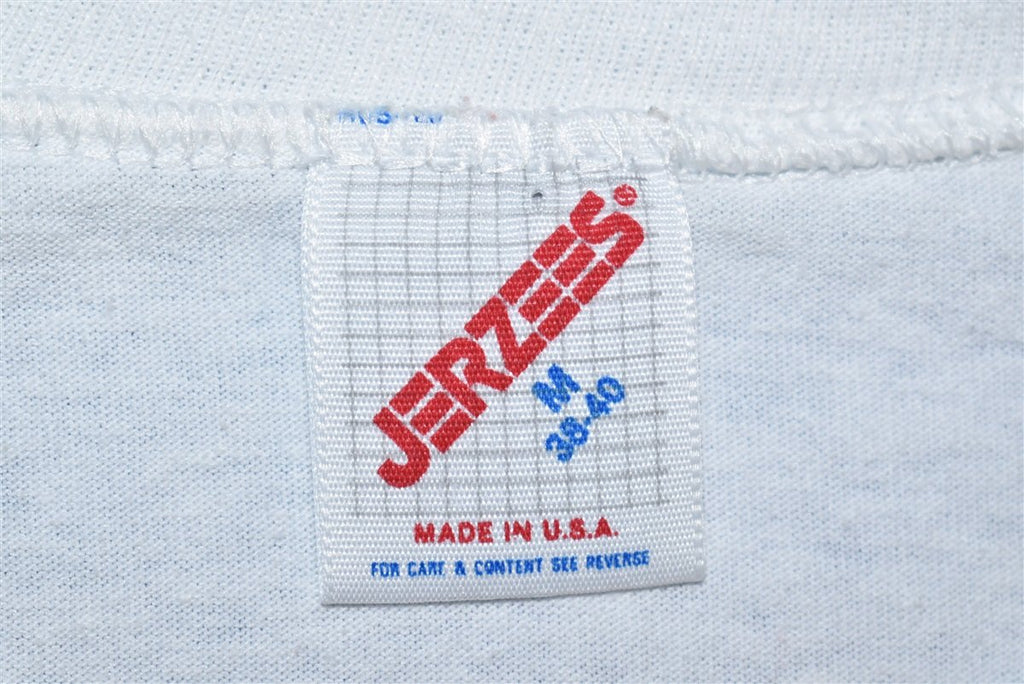 JERZEES®
M
38-40
MADE IN U.S.A.
FOR CARE & CONTENT SEE REVERSE